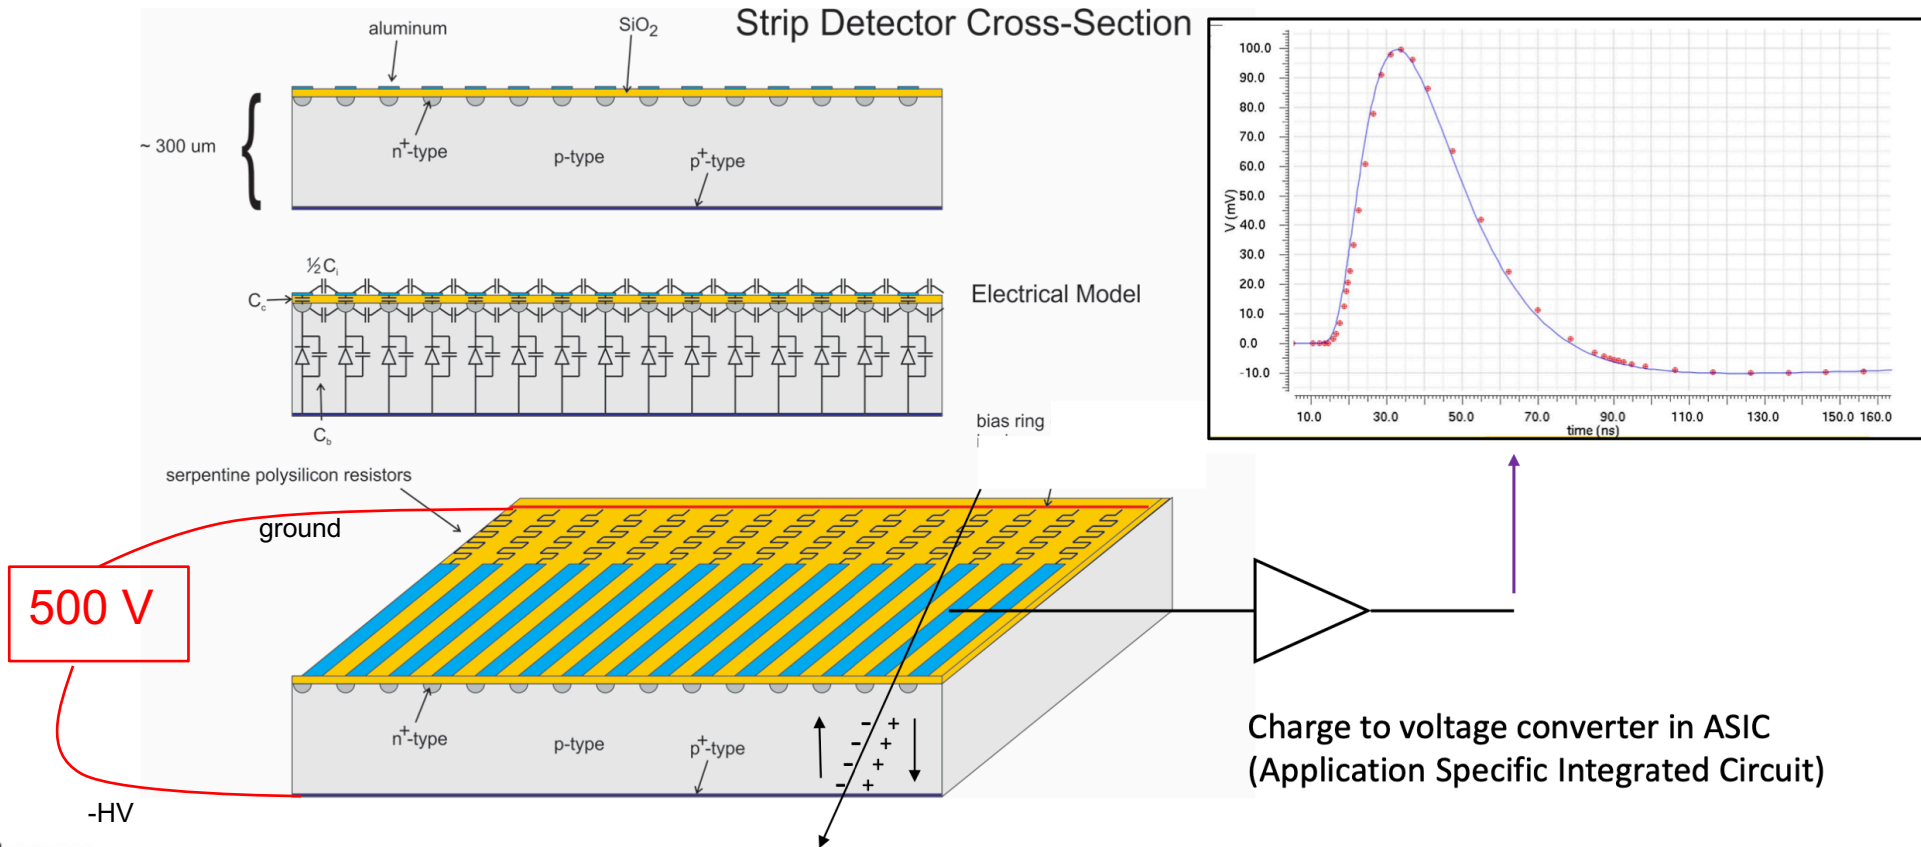 Strip Detector Cross-Section
aluminum
SiO₂
~ 300 um
n⁺-type
p-type
p⁺-type
½Cᵢ
C꜀
Electrical Model
C_b
bias ring
serpentine polysilicon resistors
ground
500 V
-HV
n⁺-type
p-type
p⁺-type
- +
- +
- +
- +
100.0
90.0
80.0
70.0
60.0
50.0
40.0
30.0
20.0
10.0
0.0
-10.0
V (mV)
10.0 30.0 50.0 70.0 90.0 110.0 130.0 150.0 160.0
time (ns)
Charge to voltage converter in ASIC
(Application Specific Integrated Circuit)